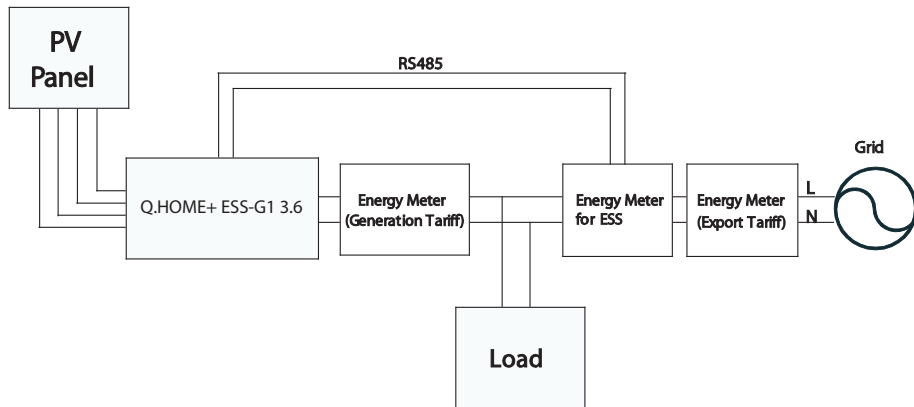 PV
Panel
RS485
Grid
Q.HOME+ ESS-G1 3.6
Energy Meter
(Generation Tariff)
Energy Meter
for ESS
Energy Meter
(Export Tariff)
L
N
Load